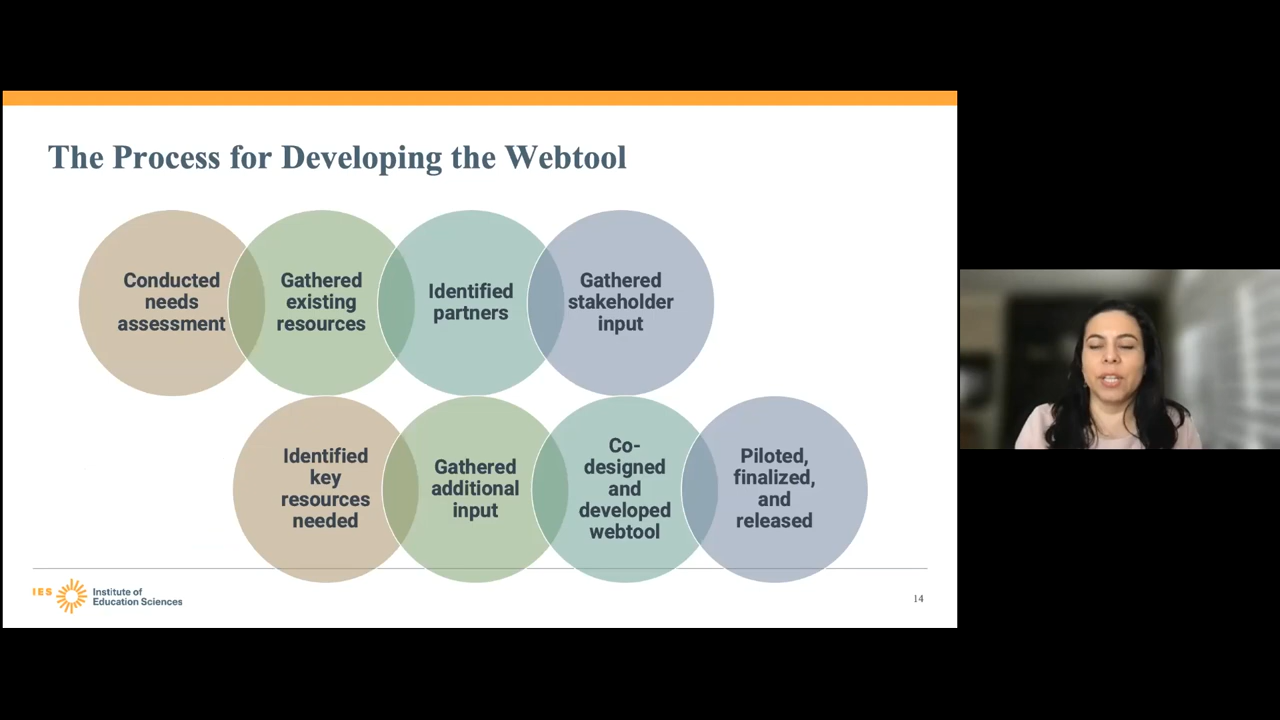 The Process for Developing the Webtool
Conducted
needs
assessment
Gathered
existing
resources
Identified
partners
Gathered
stakeholder
input
Identified
key
resources
needed
Gathered
additional
input
Co-
designed
and
developed
webtool
Piloted,
finalized,
and
released
IES
Institute of
Education Sciences
14